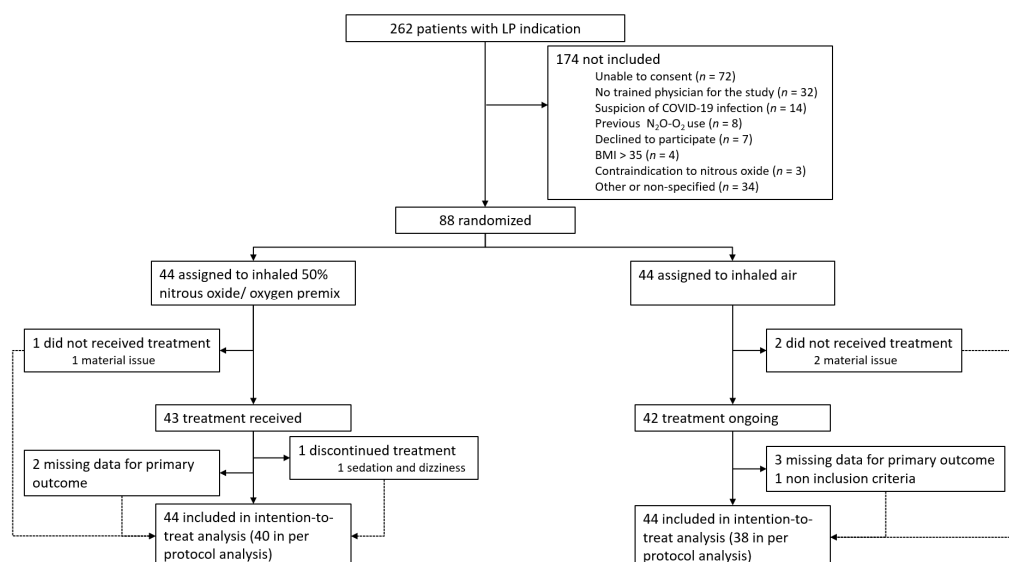 262 patients with LP indication
174 not included
Unable to consent (n = 72)
No trained physician for the study (n = 32)
Suspicion of COVID-19 infection (n = 14)
Previous N₂O-O₂ use (n = 8)
Declined to participate (n = 7)
BMI > 35 (n = 4)
Contraindication to nitrous oxide (n = 3)
Other or non-specified (n = 34)
88 randomized
44 assigned to inhaled 50%
nitrous oxide/ oxygen premix
44 assigned to inhaled air
1 did not received treatment
1 material issue
2 did not received treatment
2 material issue
43 treatment received
42 treatment ongoing
1 discontinued treatment
1 sedation and dizziness
2 missing data for primary
outcome
3 missing data for primary outcome
1 non inclusion criteria
44 included in intention-to-
treat analysis (40 in per
protocol analysis)
44 included in intention-to-
treat analysis (38 in per
protocol analysis)